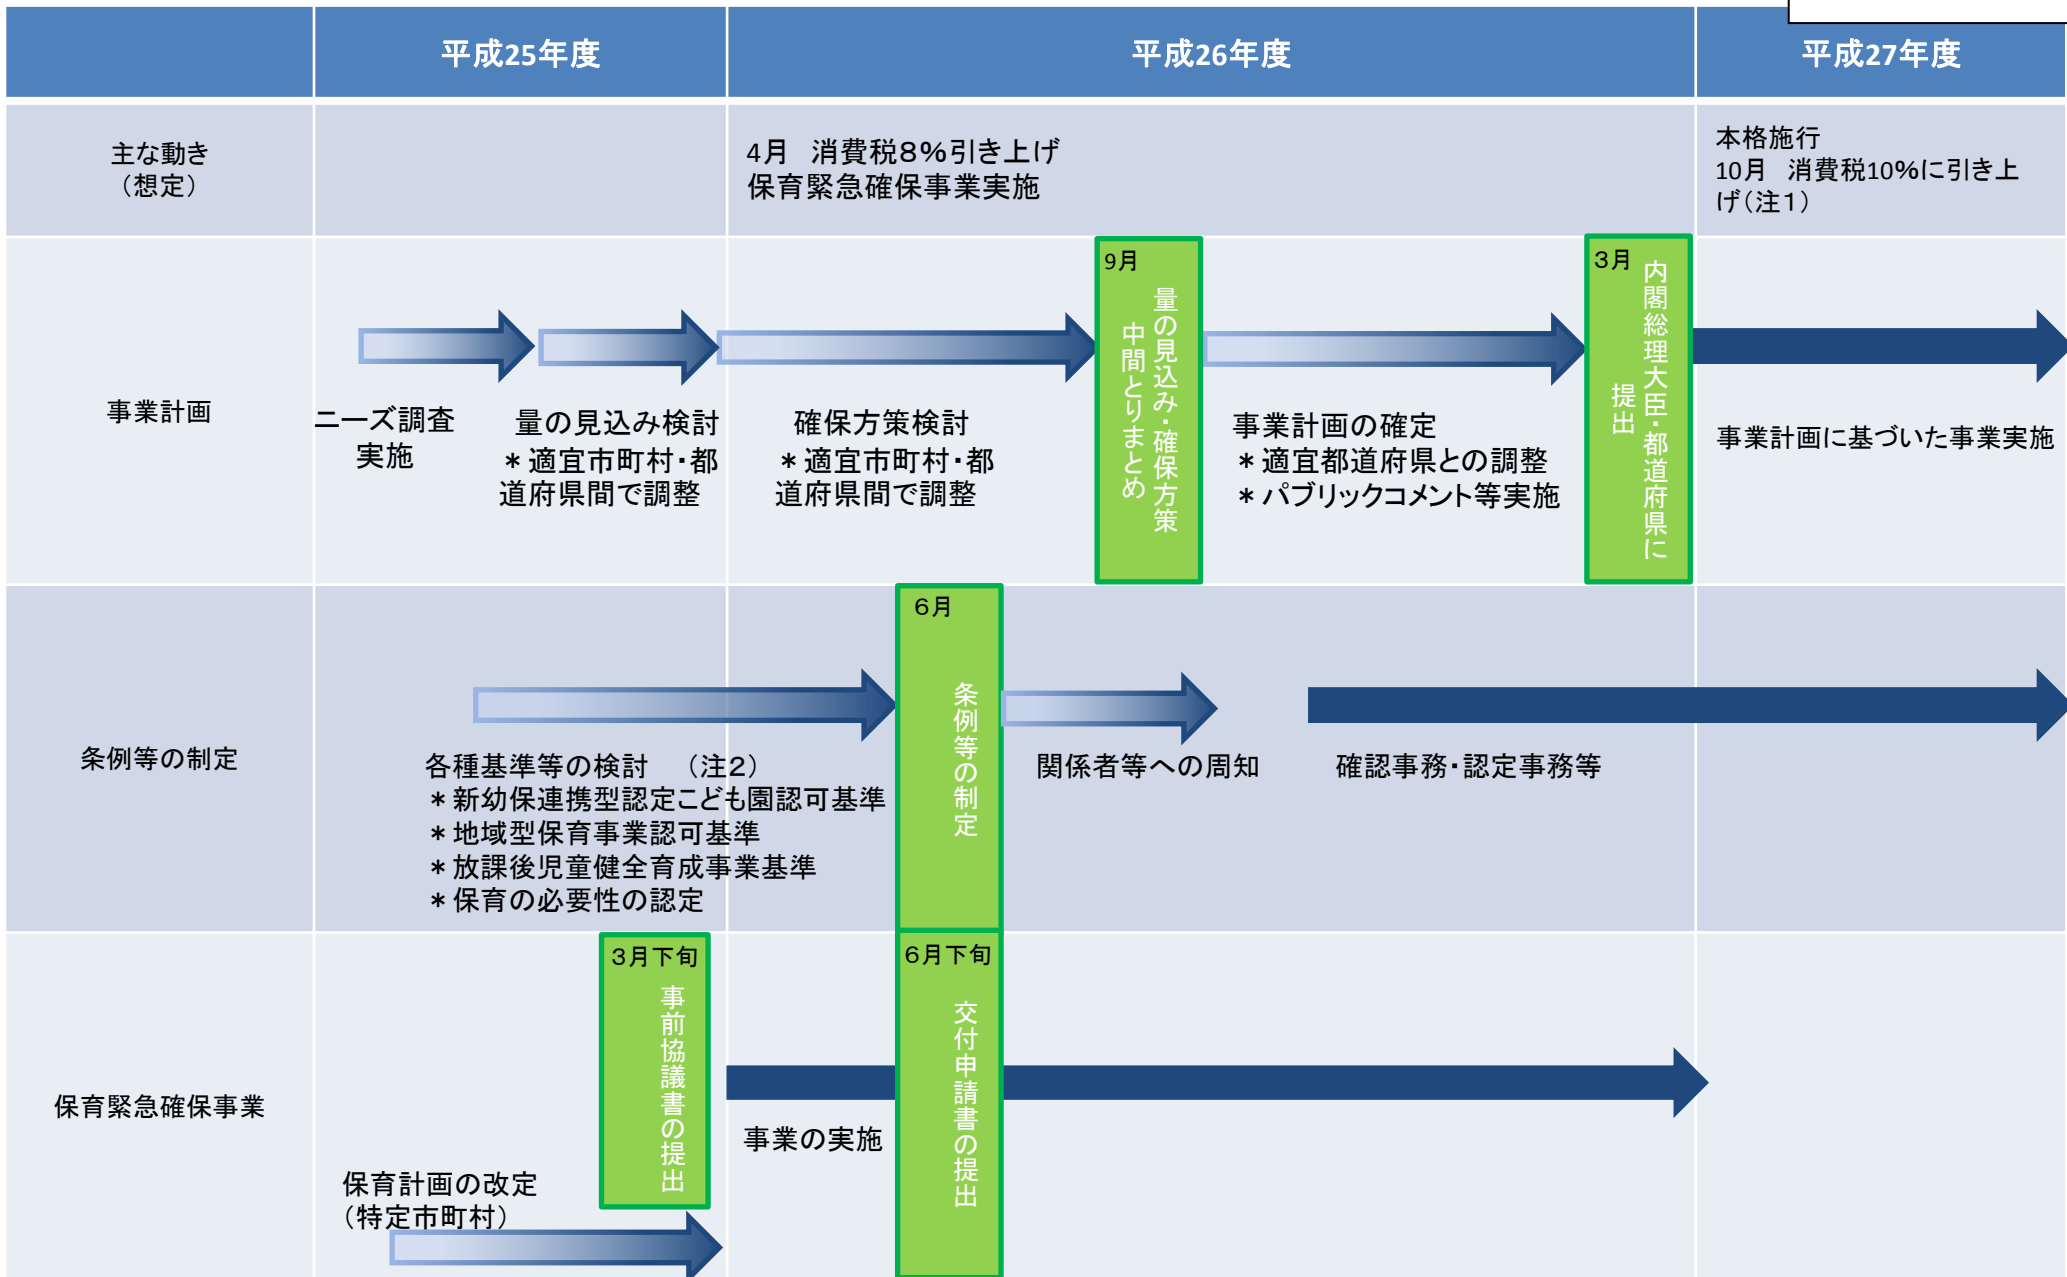 平成25年度
平成26年度
平成27年度
主な動き
（想定）
4月　消費税８％引き上げ
保育緊急確保事業実施
本格施行
10月　消費税10%に引き上
げ（注１）
事業計画
ニーズ調査
実施
量の見込み検討
＊適宜市町村・都
道府県間で調整
確保方策検討
＊適宜市町村・都
道府県間で調整
9月
量の見込み・確保方策
中間とりまとめ
事業計画の確定
＊適宜都道府県との調整
＊パブリックコメント等実施
３月
内閣総理大臣・都道府県に
提出
事業計画に基づいた事業実施
条例等の制定
各種基準等の検討　（注２）
＊新幼保連携型認定こども園認可基準
＊地域型保育事業認可基準
＊放課後児童健全育成事業基準
＊保育の必要性の認定
６月
条例等の制定
関係者等への周知
確認事務・認定事務等
保育緊急確保事業
保育計画の改定
（特定市町村）
３月下旬
事前協議書の提出
事業の実施
６月下旬
交付申請書の提出